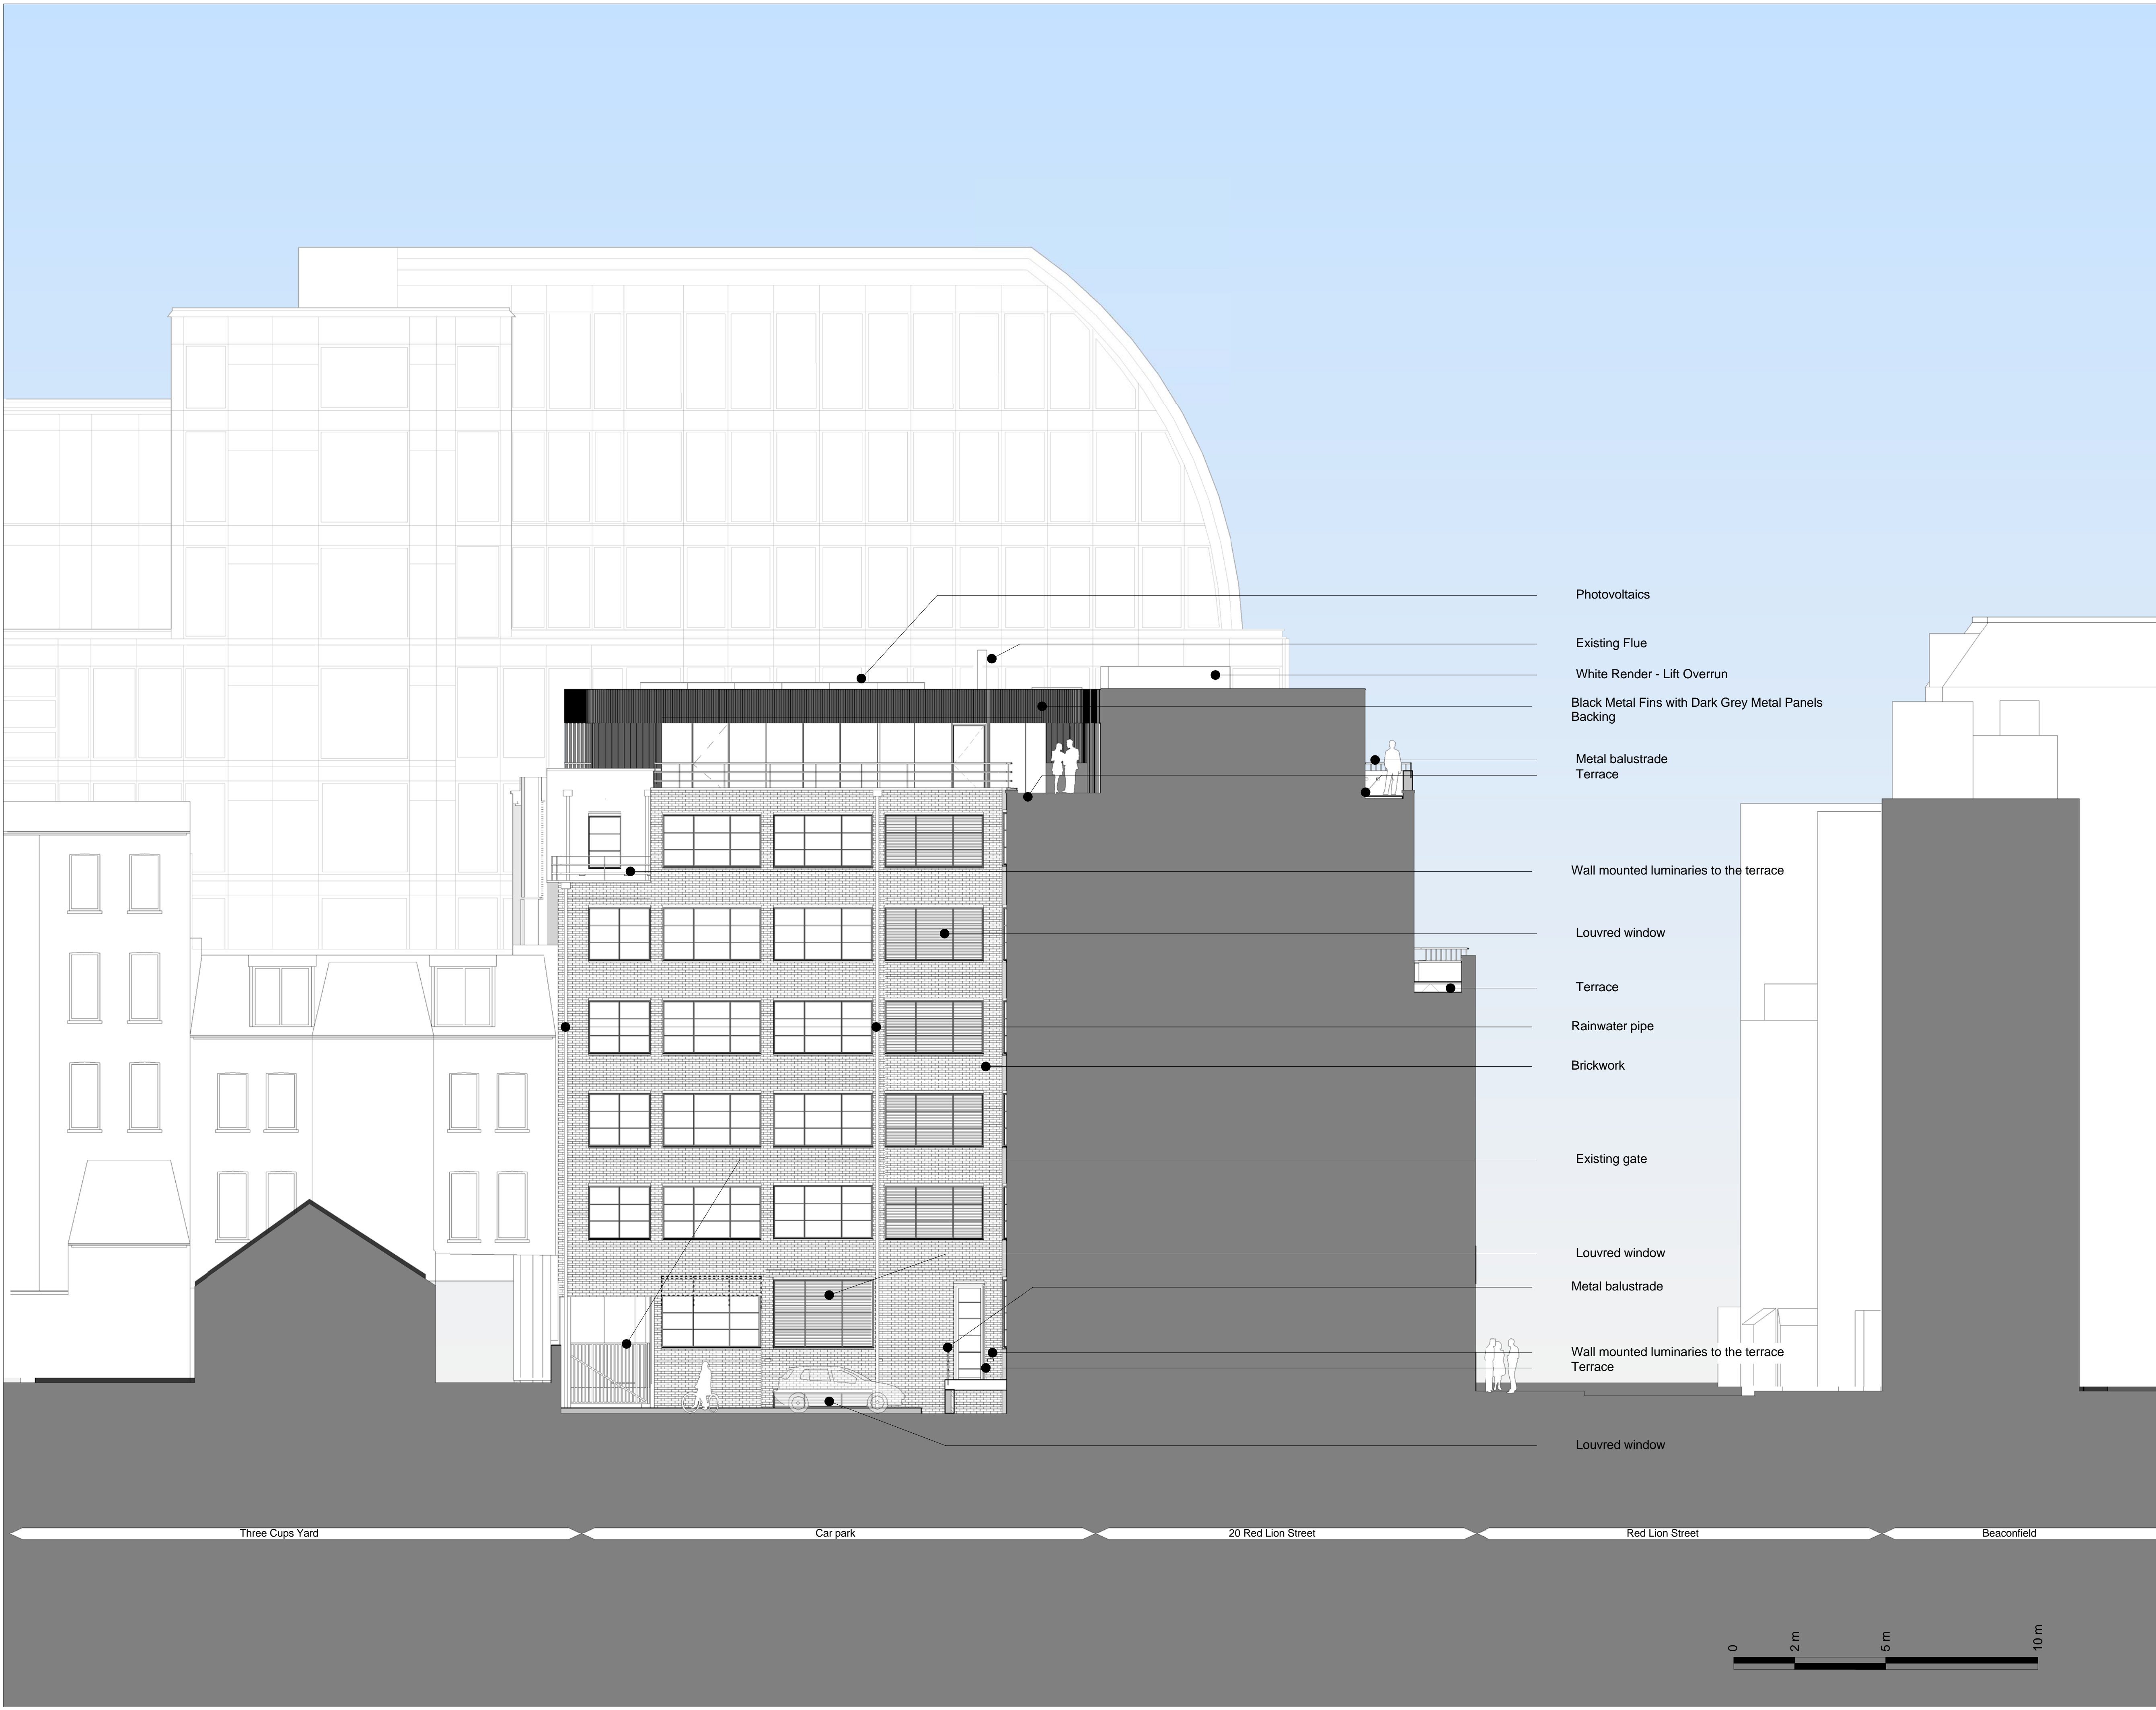 Photovoltaics
Existing Flue
White Render - Lift Overrun
Black Metal Fins with Dark Grey Metal Panels
Backing
Metal balustrade
Terrace
Wall mounted luminaries to the terrace
Louvred window
Terrace
Rainwater pipe
Brickwork
Existing gate
Louvred window
Metal balustrade
Wall mounted luminaries to the terrace
Terrace
Louvred window
Three Cups Yard
Car park
20 Red Lion Street
Red Lion Street
Beaconfield
0
2 m
5 m
10 m